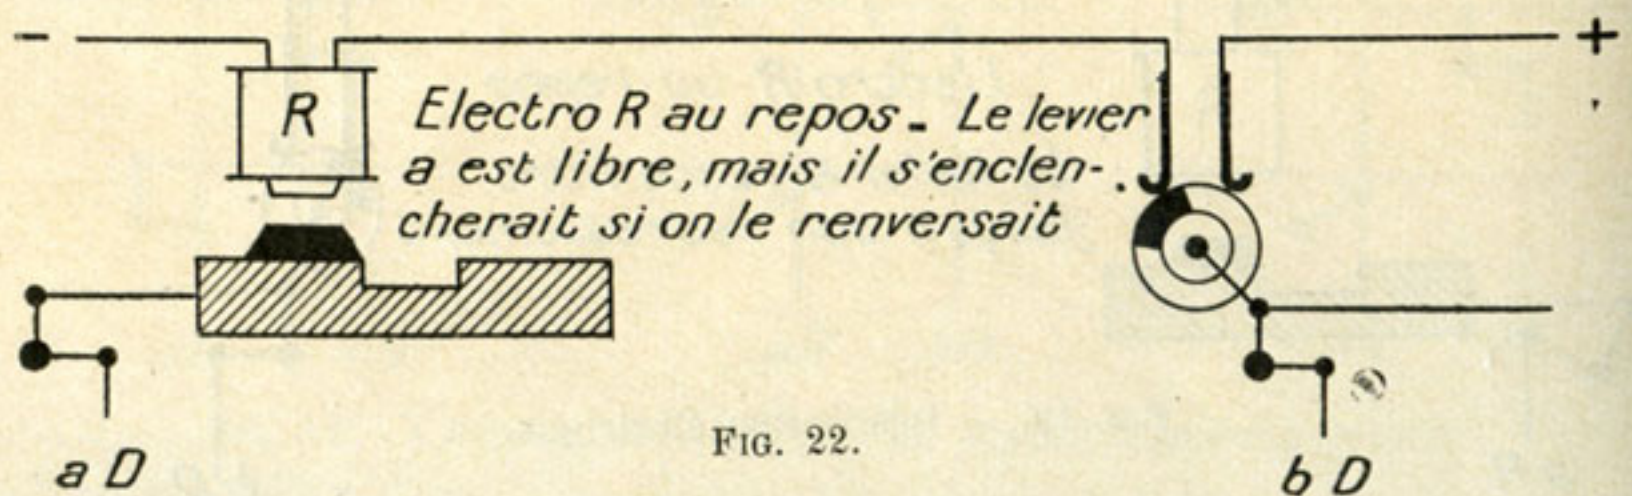 - +
R
Electro R au repos - Le levier
a est libre, mais il s'enclen-
cherait si on le renversait
FIG. 22.
a D
b D